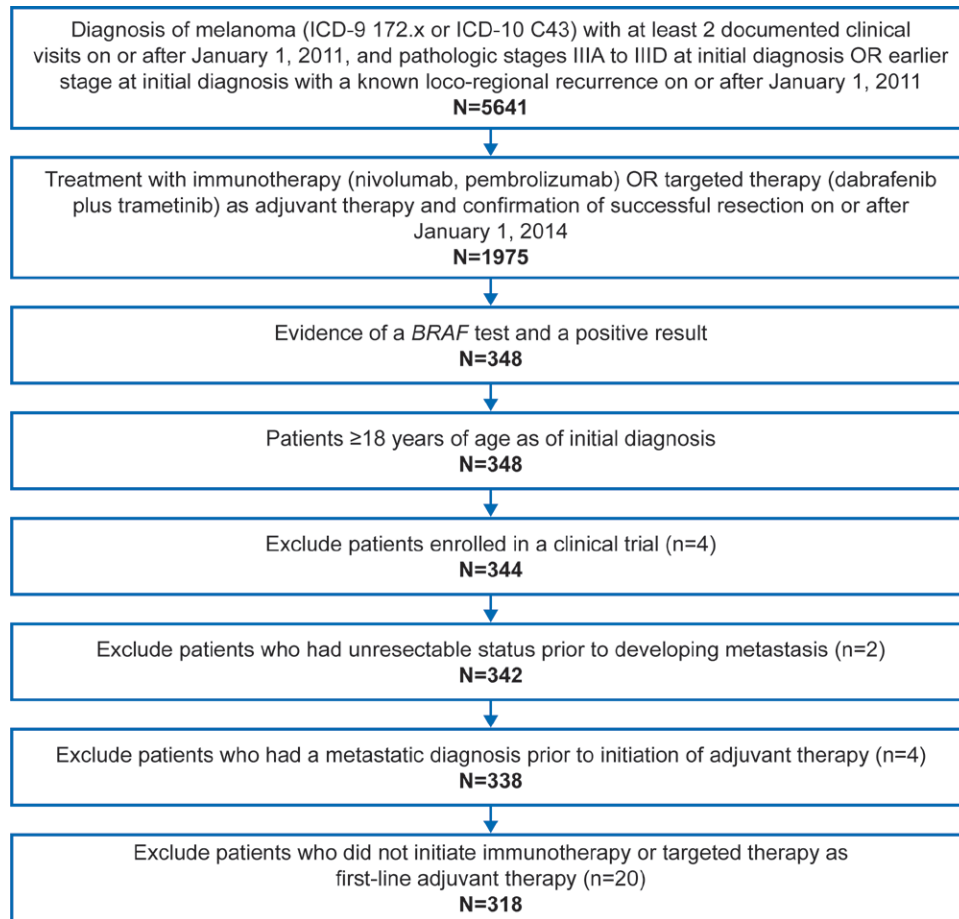 Diagnosis of melanoma (ICD-9 172.x or ICD-10 C43) with at least 2 documented clinical
visits on or after January 1, 2011, and pathologic stages IIIA to IIID at initial diagnosis OR earlier
stage at initial diagnosis with a known loco-regional recurrence on or after January 1, 2011
N=5641
Treatment with immunotherapy (nivolumab, pembrolizumab) OR targeted therapy (dabrafenib
plus trametinib) as adjuvant therapy and confirmation of successful resection on or after
January 1, 2014
N=1975
Evidence of a BRAF test and a positive result
N=348
Patients ≥18 years of age as of initial diagnosis
N=348
Exclude patients enrolled in a clinical trial (n=4)
N=344
Exclude patients who had unresectable status prior to developing metastasis (n=2)
N=342
Exclude patients who had a metastatic diagnosis prior to initiation of adjuvant therapy (n=4)
N=338
Exclude patients who did not initiate immunotherapy or targeted therapy as
first-line adjuvant therapy (n=20)
N=318